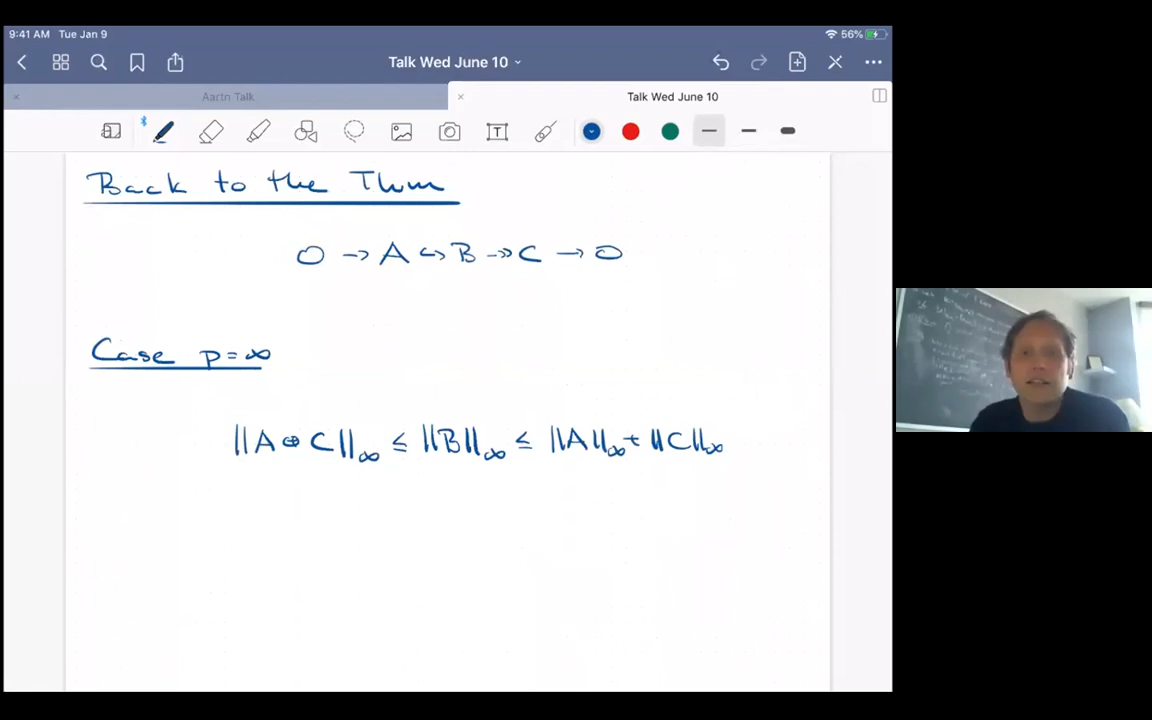 9:41 AM Tue Jan 9
56%
Talk Wed June 10
Aartn Talk
Talk Wed June 10
T
Back to the Thm
0 → A ↪ B ↠ C → 0
Case p = ∞
||A ⊕ C||∞ ≤ ||B||∞ ≤ ||A||∞ + ||C||∞